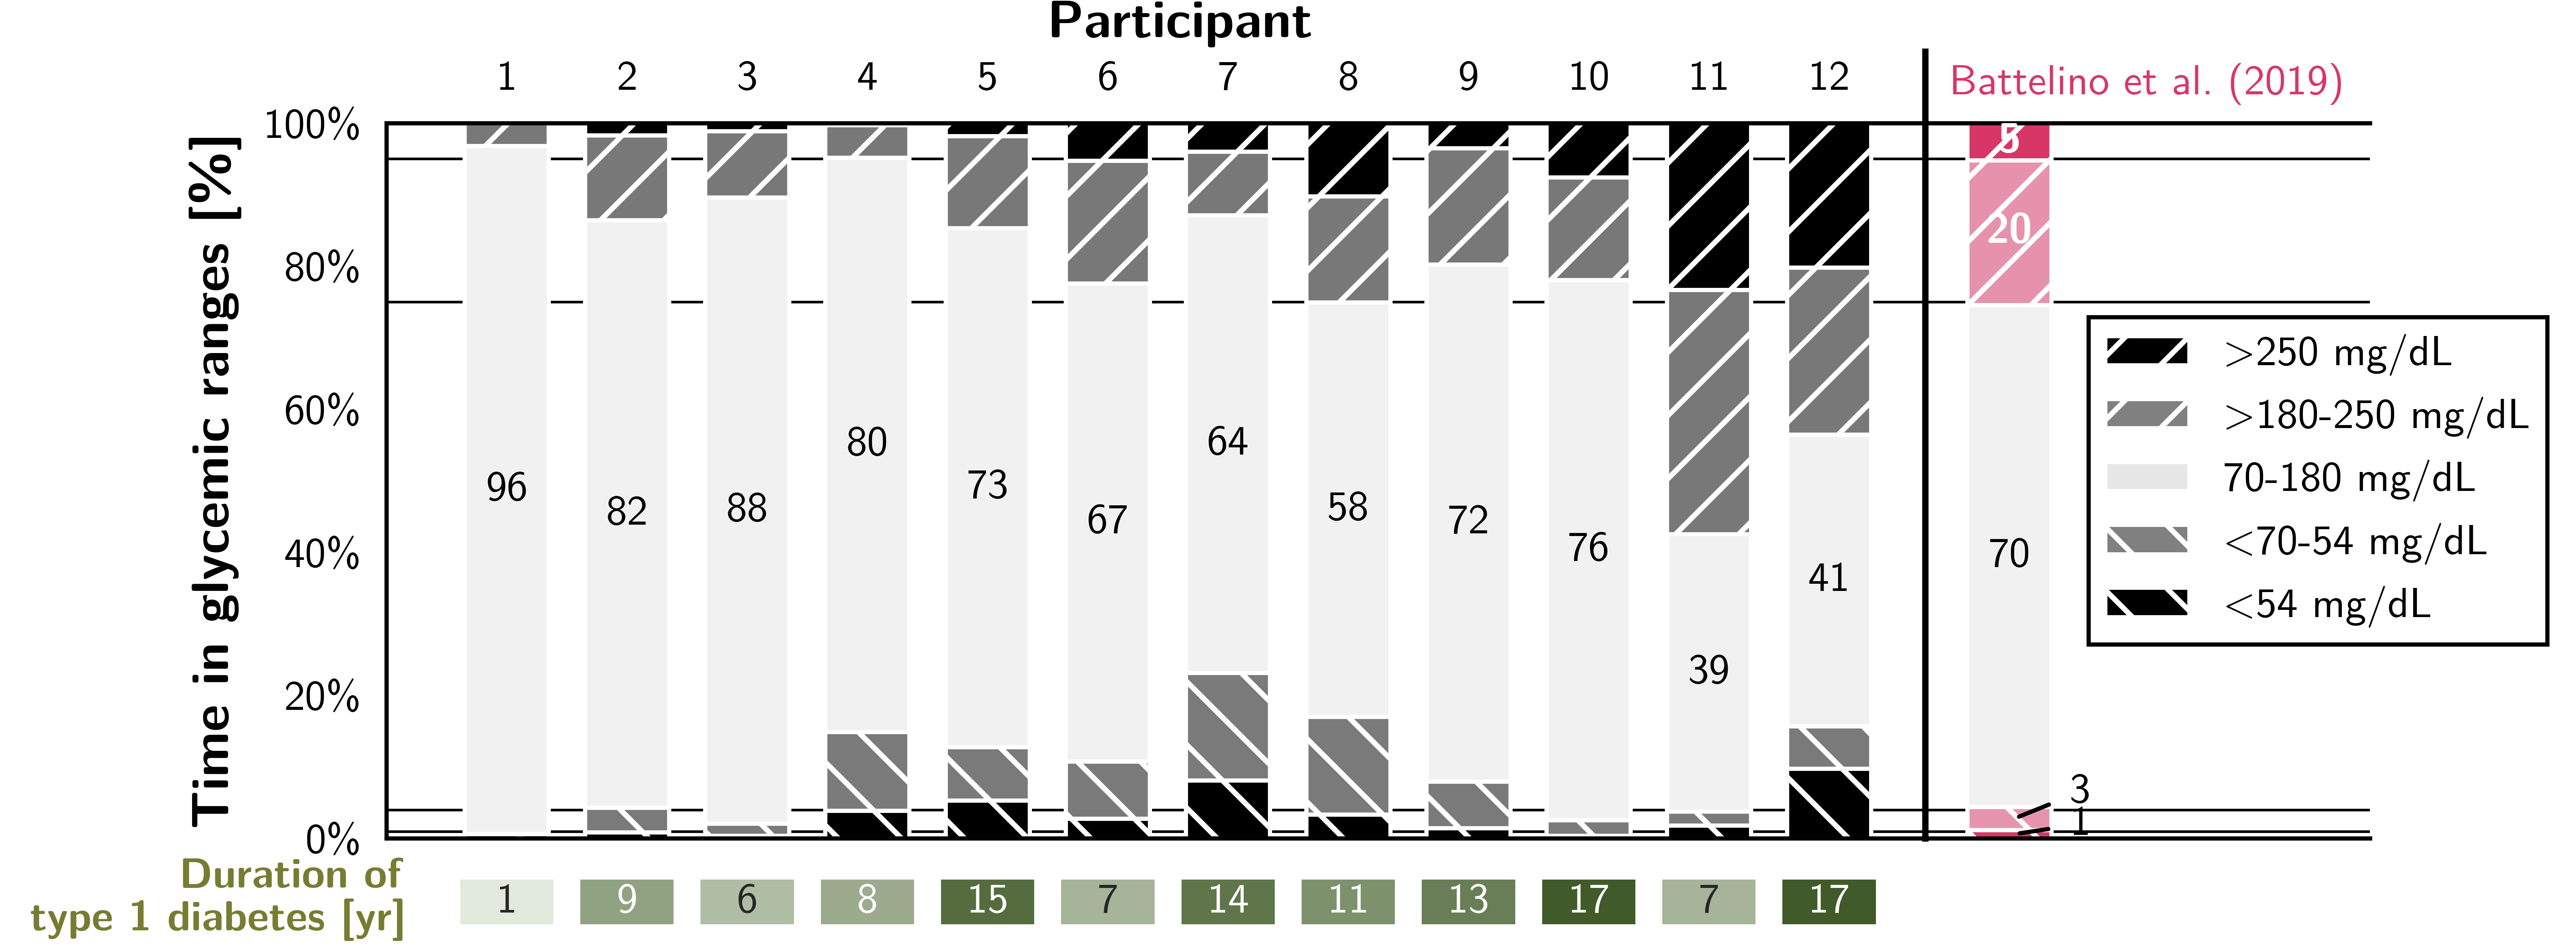 Participant
1 2 3 4 5 6 7 8 9 10 11 12 Battelino et al. (2019)
Time in glycemic ranges [%]
100%
80%
60%
40%
20%
0%
96 82 88 80 73 67 64 58 72 76 39 41
5
20
70
3
1
>250 mg/dL
>180-250 mg/dL
70-180 mg/dL
<70-54 mg/dL
<54 mg/dL
Duration of
type 1 diabetes [yr]
1 9 6 8 15 7 14 11 13 17 7 17